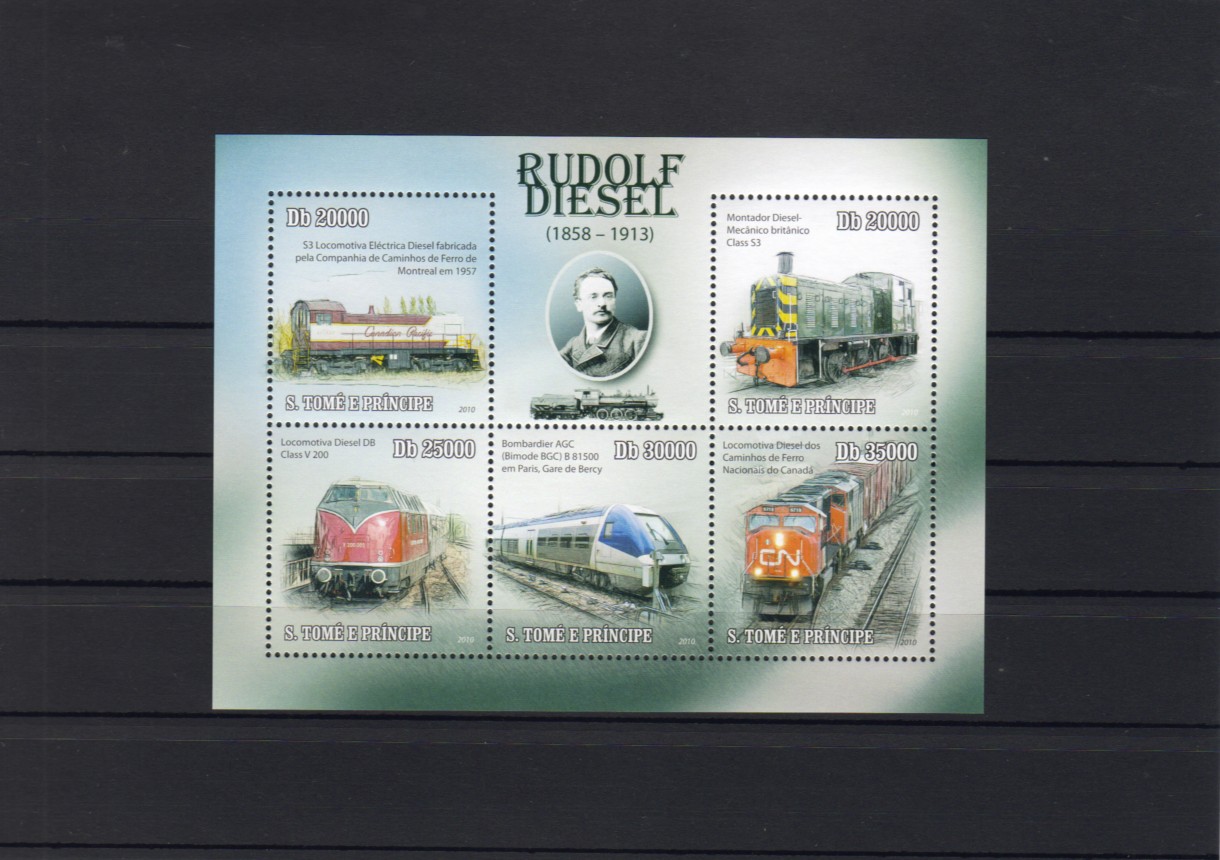 RUDOLF
DIESEL
(1858 – 1913)
Db 20000
S3 Locomotiva Eléctrica Diesel fabricada
pela Companhia de Caminhos de Ferro de
Montreal em 1957
Canadian Pacific
S. TOMÉ E PRÍNCIPE 2010
Montador Diesel-
Mecânico britânico
Class S3
Db 20000
S. TOMÉ E PRÍNCIPE 2010
Locomotiva Diesel DB
Class V 200
Db 25000
S. TOMÉ E PRÍNCIPE 2010
Bombardier AGC
(Bimode BGC) B 81500
em Paris, Gare de Bercy
Db 30000
S. TOMÉ E PRÍNCIPE 2010
Locomotiva Diesel dos
Caminhos de Ferro
Nacionais do Canadá
Db 35000
CN
S. TOMÉ E PRÍNCIPE 2010